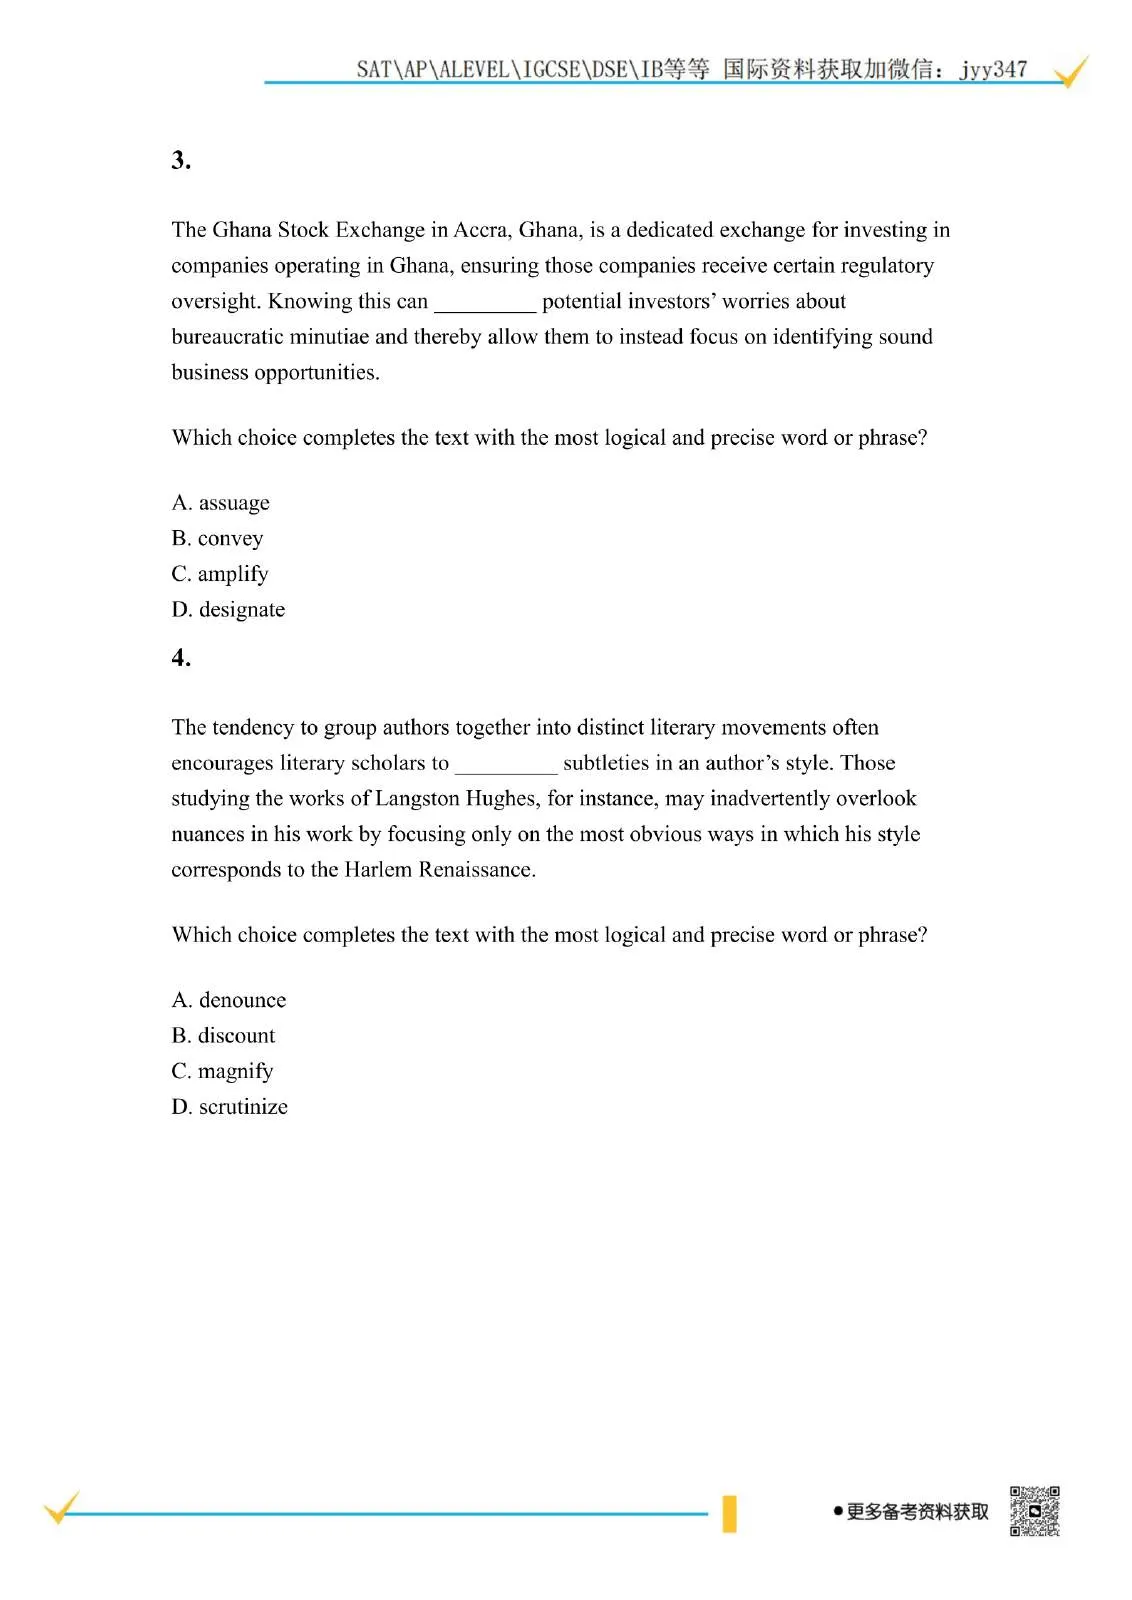 SAT\AP\ALEVEL\IGCSE\DSE\IB等等 国际资料获取加微信：jyy347
3.
The Ghana Stock Exchange in Accra, Ghana, is a dedicated exchange for investing in
companies operating in Ghana, ensuring those companies receive certain regulatory
oversight. Knowing this can _________ potential investors’ worries about
bureaucratic minutiae and thereby allow them to instead focus on identifying sound
business opportunities.
Which choice completes the text with the most logical and precise word or phrase?
A. assuage
B. convey
C. amplify
D. designate
4.
The tendency to group authors together into distinct literary movements often
encourages literary scholars to _________ subtleties in an author’s style. Those
studying the works of Langston Hughes, for instance, may inadvertently overlook
nuances in his work by focusing only on the most obvious ways in which his style
corresponds to the Harlem Renaissance.
Which choice completes the text with the most logical and precise word or phrase?
A. denounce
B. discount
C. magnify
D. scrutinize
•更多备考资料获取